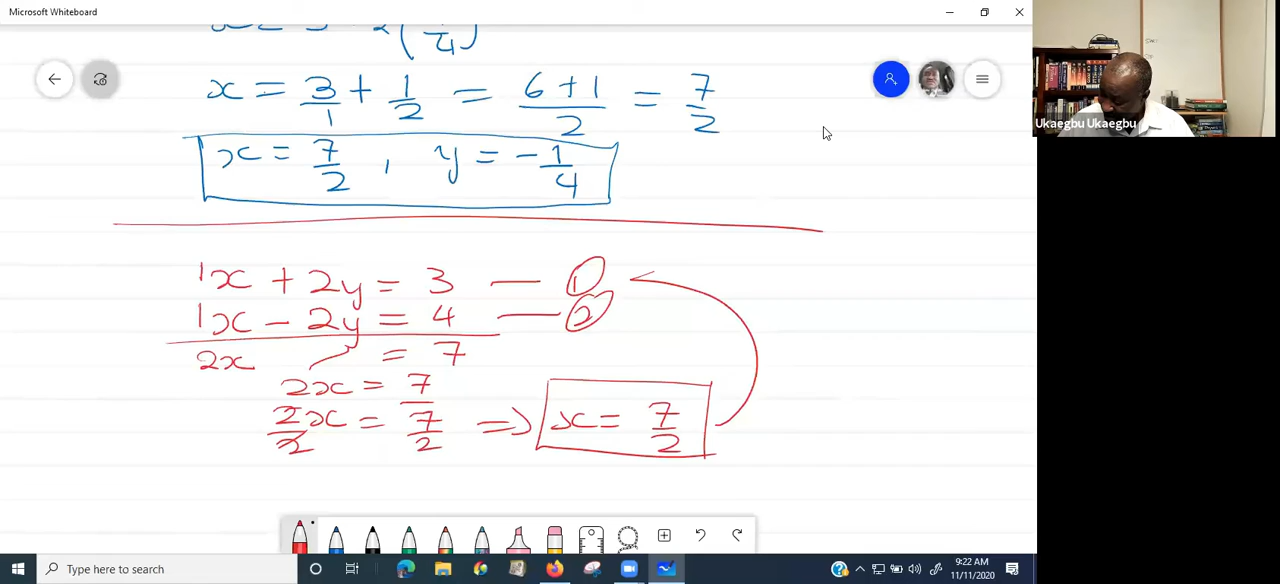 Microsoft Whiteboard
x = 3/1 + 1/2 = 6+1/2 = 7/2
x = 7/2 , y = -1/4
1x + 2y = 3 — 1
1x - 2y = 4 — 2
2x = 7
2x = 7
2/2 x = 7/2 => x = 7/2
Ukaegbu Ukaegbu
Type here to search
9:22 AM
11/11/2020